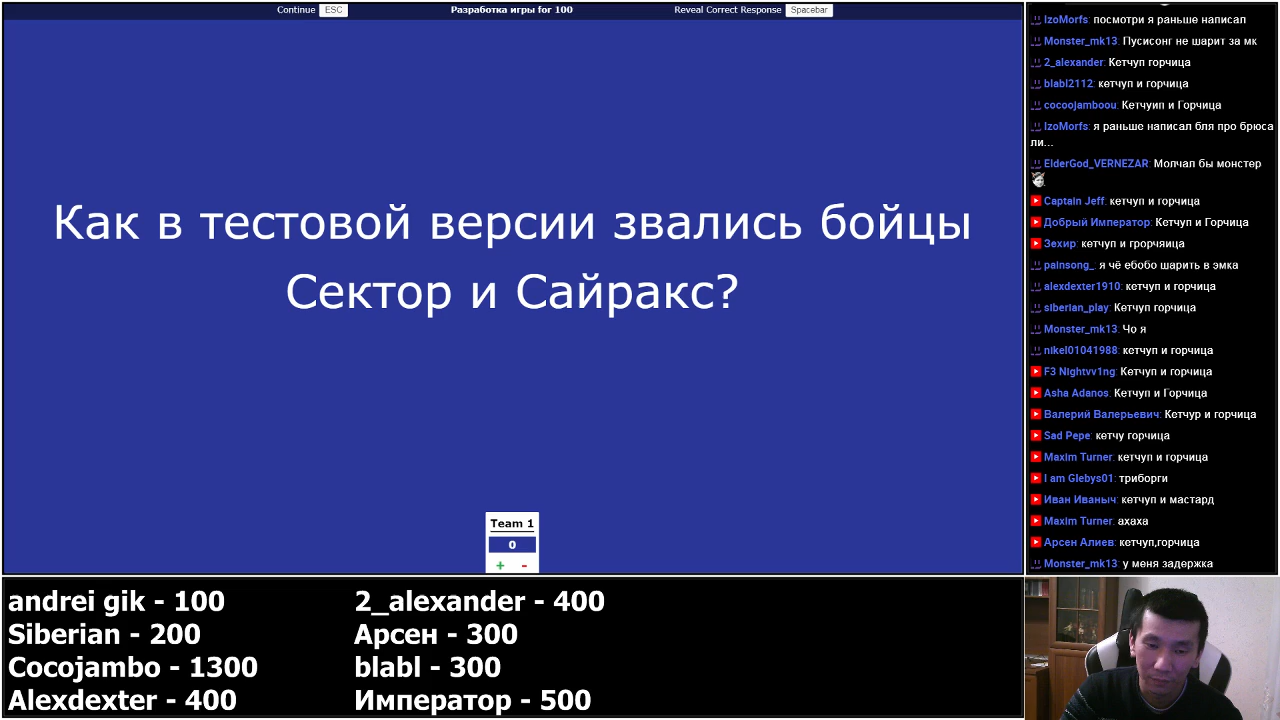 Continue ESC Разработка игры for 100 Reveal Correct Response Spacebar
Как в тестовой версии звались бойцы
Сектор и Сайракс?
Team 1
0
+ -
IzoMorfs: посмотри я раньше написал
Monster_mk13: Пусисонг не шарит за мк
2_alexander: Кетчуп горчица
blabl2112: кетчуп и горчица
cocoojamboou: Кетчуип и Горчица
IzoMorfs: я раньше написал бля про брюса
ли...
ElderGod_VERNEZAR: Молчал бы монстер
Captain Jeff: кетчуп и горчица
Добрый Император: Кетчуп и Горчица
Зехир: кетчуп и грорчяица
painsong_: я чё ебобо шарить в эмка
alexdexter1910: кетчуп и горчица
siberian_play: Кетчуп горчица
Monster_mk13: Чо я
nikel01041988: кетчуп и горчица
F3 Nightvv1ng: Кетчуп и горчица
Asha Adanos: Кетчуп и Горчица
Валерий Валерьевич: Кетчур и горчица
Sad Pepe: кетчу горчица
Maxim Turner: кетчуп и горчица
I am Glebys01: триборги
Иван Иваныч: кетчуп и мастард
Maxim Turner: ахаха
Арсен Алиев: кетчуп,горчица
Monster_mk13: у меня задержка
andrei gik - 100
Siberian - 200
Cocojambo - 1300
Alexdexter - 400
2_alexander - 400
Арсен - 300
blabl - 300
Император - 500